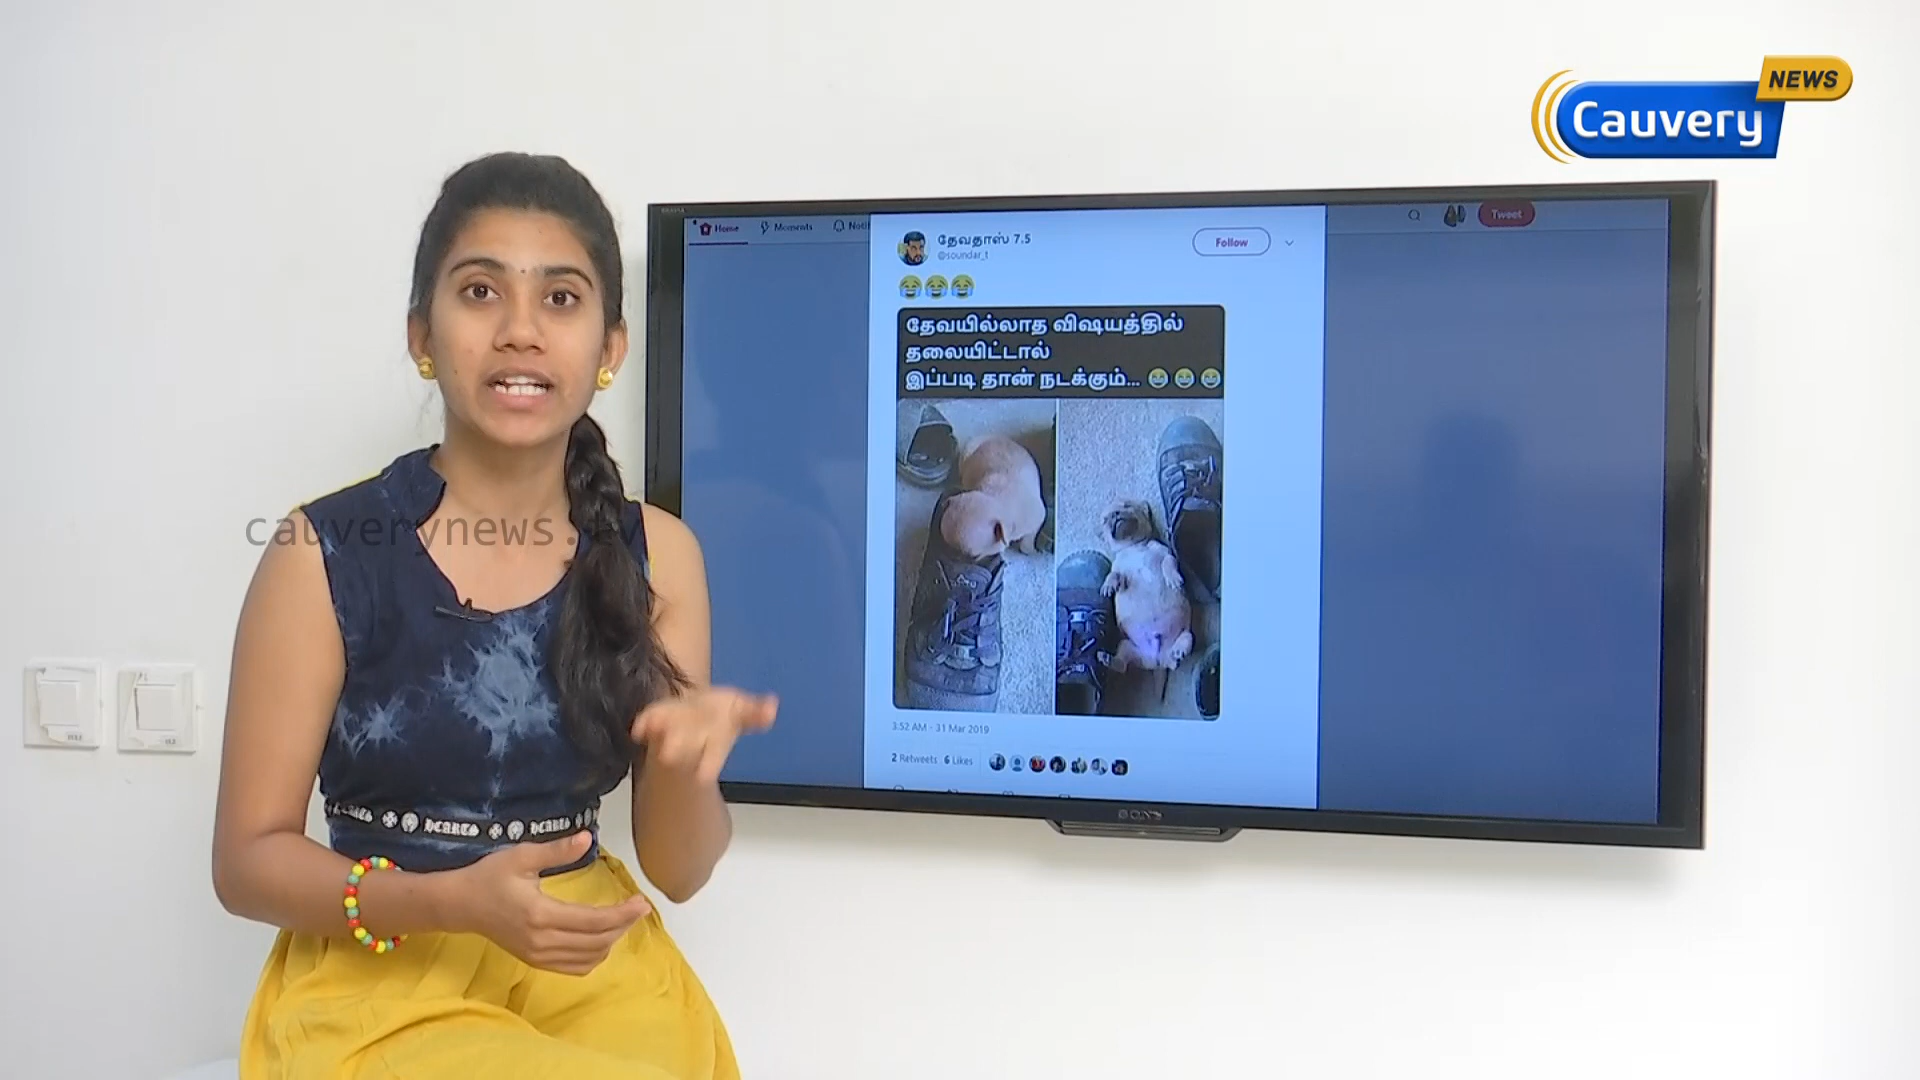 NEWS
Cauvery
Home
Moments
Tweet
தேவதாஸ் 7.5
@soundar_t
Follow
தேவயில்லாத விஷயத்தில்
தலையிட்டால்
இப்படி தான் நடக்கும்...
cauverynews.tv
3:52 AM - 31 Mar 2019
2 Retweets 6 Likes
SONY
HEARTS HEARTS